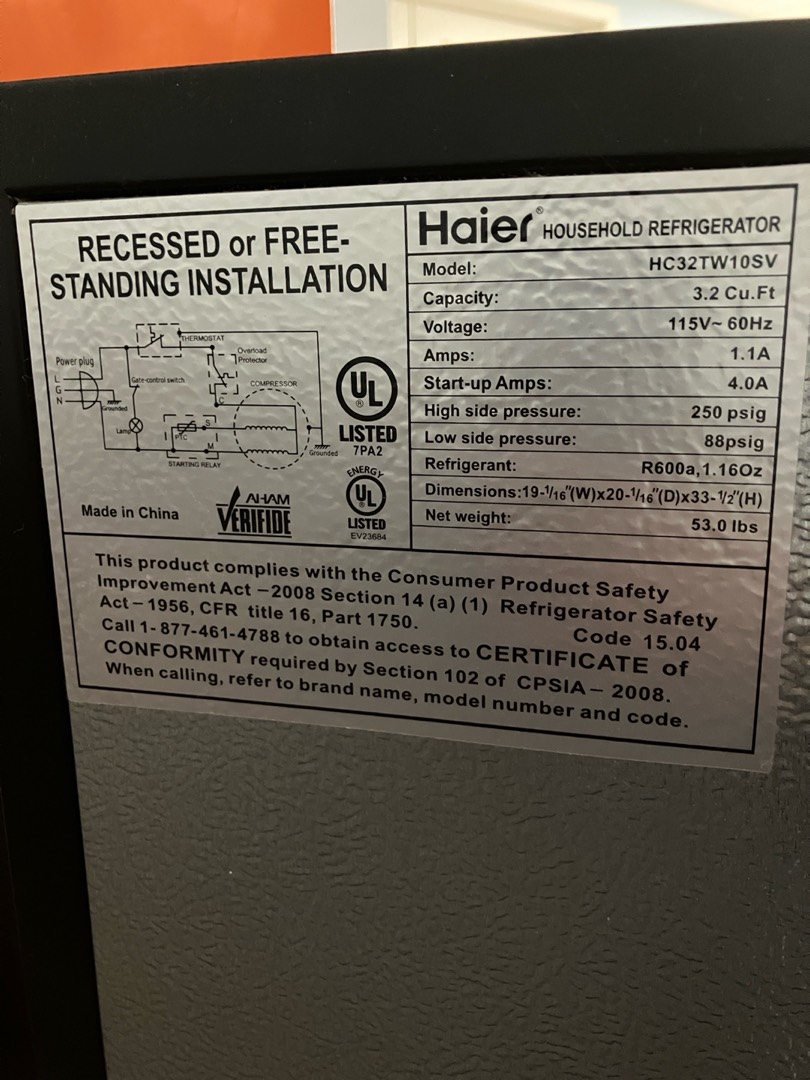 RECESSED or FREE-
STANDING INSTALLATION
THERMOSTAT
Overload
Protector
Power plug
L
G
N
Grounded
Gate-control switch
C
COMPRESSOR
Lamp
PTC
S
M
STARTING RELAY
Grounded
UL
®
LISTED
7PA2
Made in China
AHAM
VERIFIDE
ENERGY
UL
LISTED
EV23684
Haier® HOUSEHOLD REFRIGERATOR
Model: HC32TW10SV
Capacity: 3.2 Cu.Ft
Voltage: 115V~ 60Hz
Amps: 1.1A
Start-up Amps: 4.0A
High side pressure: 250 psig
Low side pressure: 88psig
Refrigerant: R600a,1.16Oz
Dimensions:19-1/16"(W)x20-1/16"(D)x33-1/2"(H)
Net weight: 53.0 lbs
This product complies with the Consumer Product Safety
Improvement Act –2008 Section 14 (a) (1) Refrigerator Safety
Act–1956, CFR title 16, Part 1750. Code 15.04
Call 1-877-461-4788 to obtain access to CERTIFICATE of
CONFORMITY required by Section 102 of CPSIA–2008.
When calling, refer to brand name, model number and code.